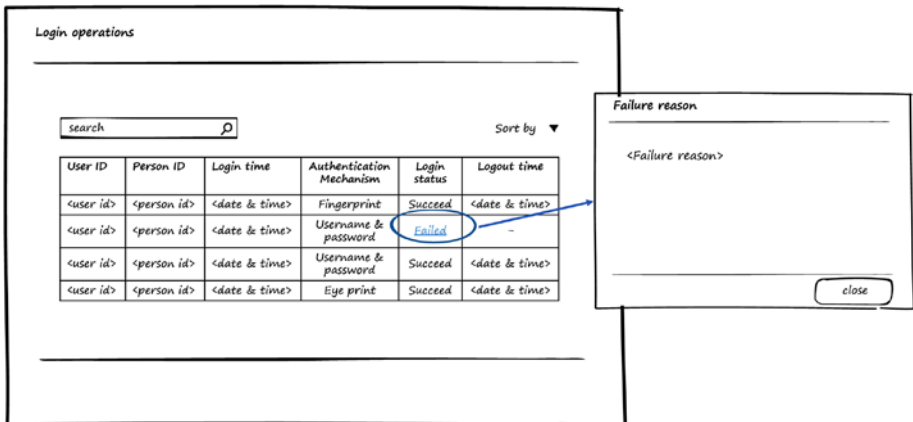 Login operations
search
Sort by ▼
User ID Person ID Login time Authentication Mechanism Login status Logout time
<user id> <person id> <date & time> Fingerprint Succeed <date & time>
<user id> <person id> <date & time> Username & password Failed -
<user id> <person id> <date & time> Username & password Succeed <date & time>
<user id> <person id> <date & time> Eye print Succeed <date & time>
Failure reason
<Failure reason>
close